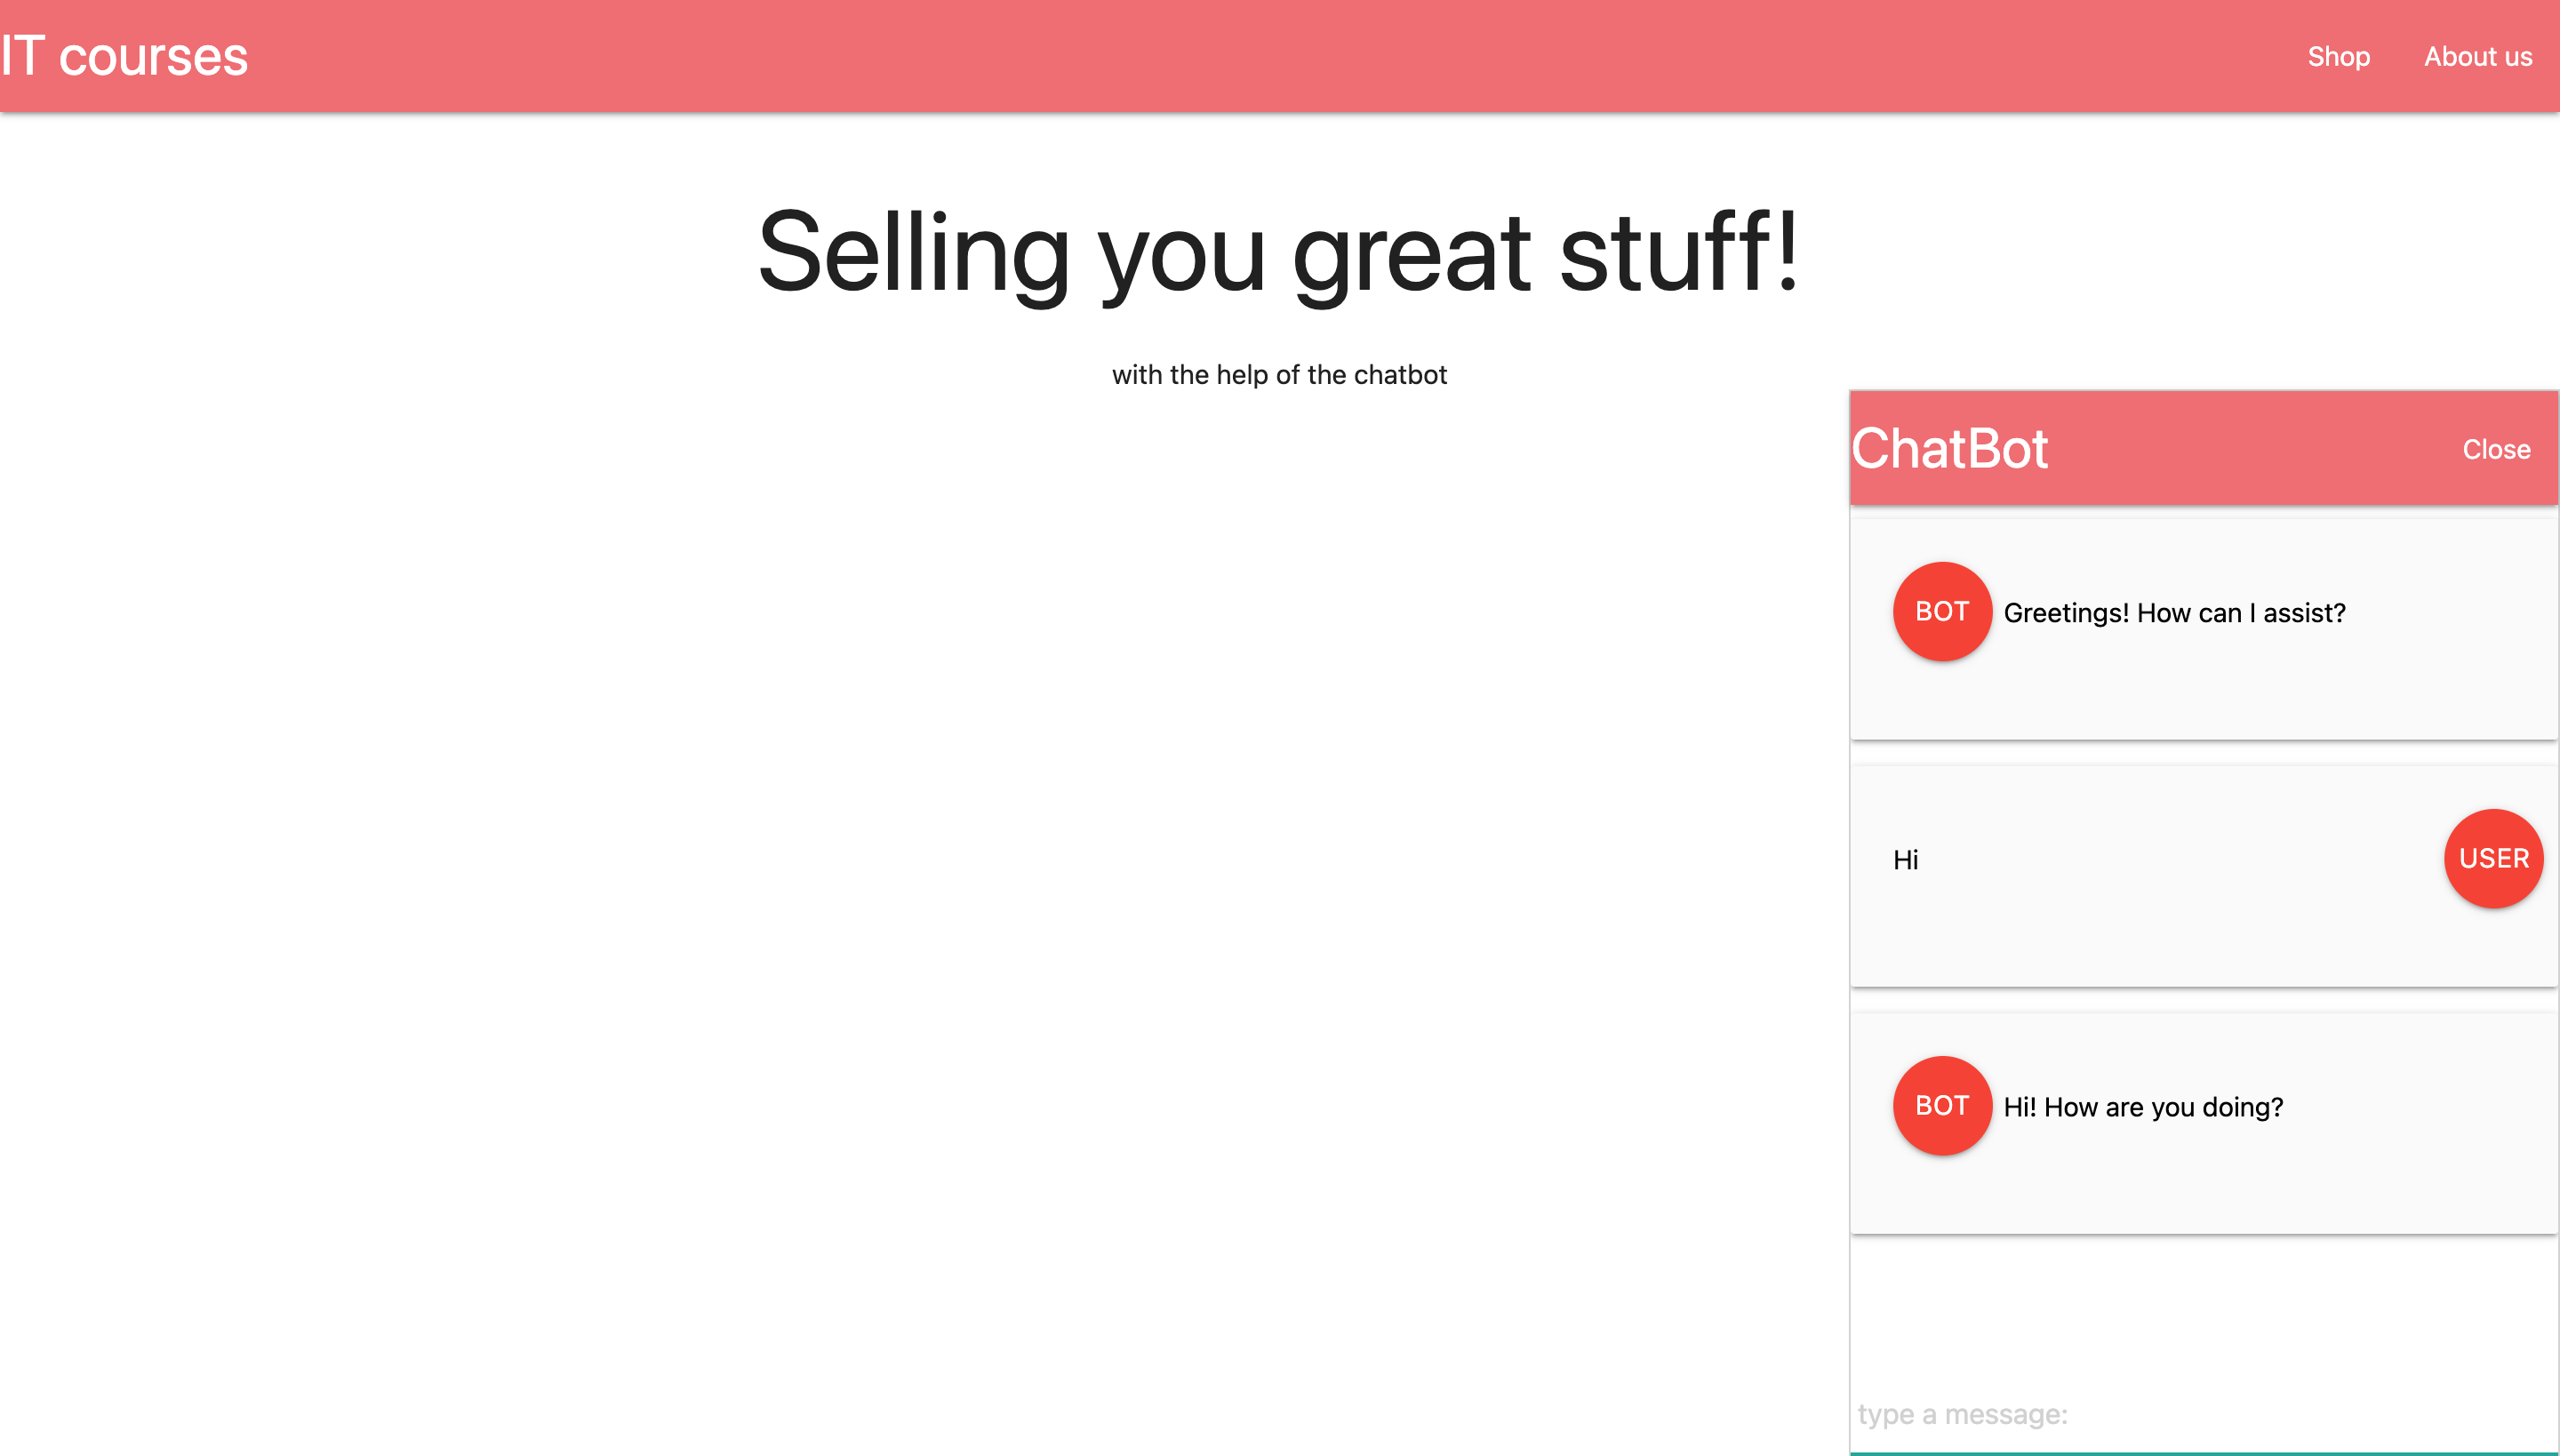 IT courses
Shop
About us
Selling you great stuff!
with the help of the chatbot
ChatBot
Close
BOT
Greetings! How can I assist?
Hi
USER
BOT
Hi! How are you doing?
type a message: